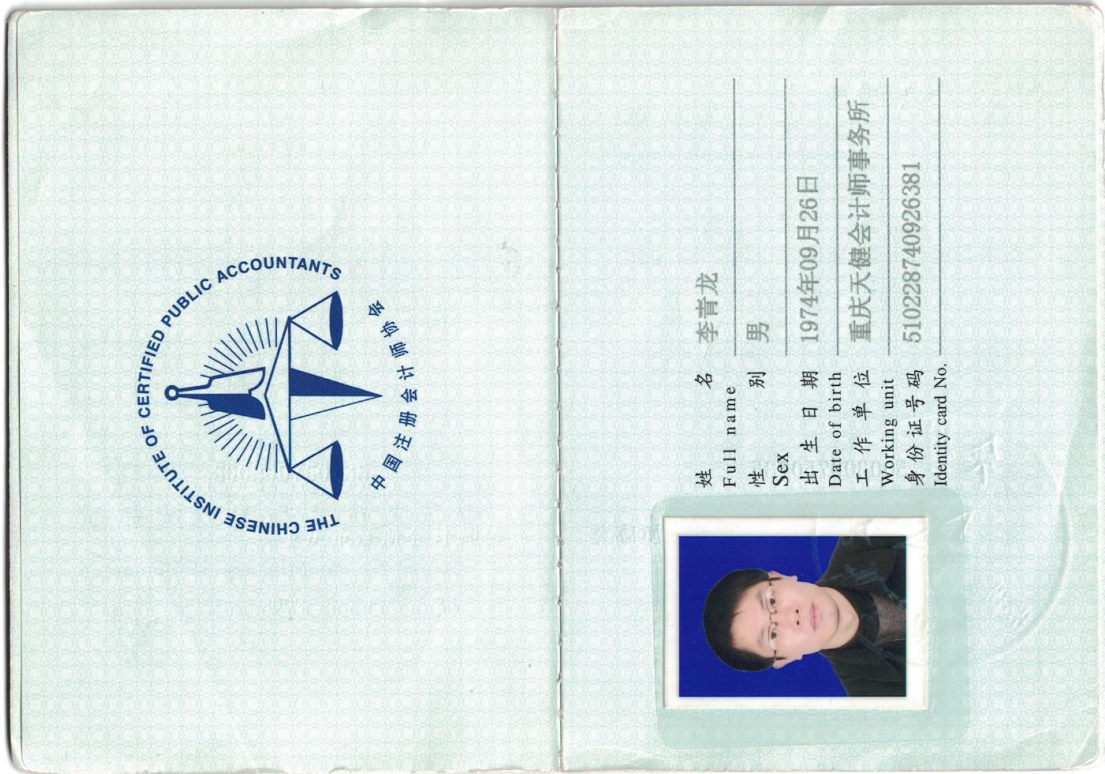 THE CHINESE INSTITUTE OF CERTIFIED PUBLIC ACCOUNTANTS
中国注册会计师协会
姓 名 李青龙
Full name
性 别 男
Sex
出 生 日 期 1974年09月26日
Date of birth
工 作 单 位 重庆天健会计师事务所
Working unit
身 份 证 号 码 510228740926381
Identity card No.